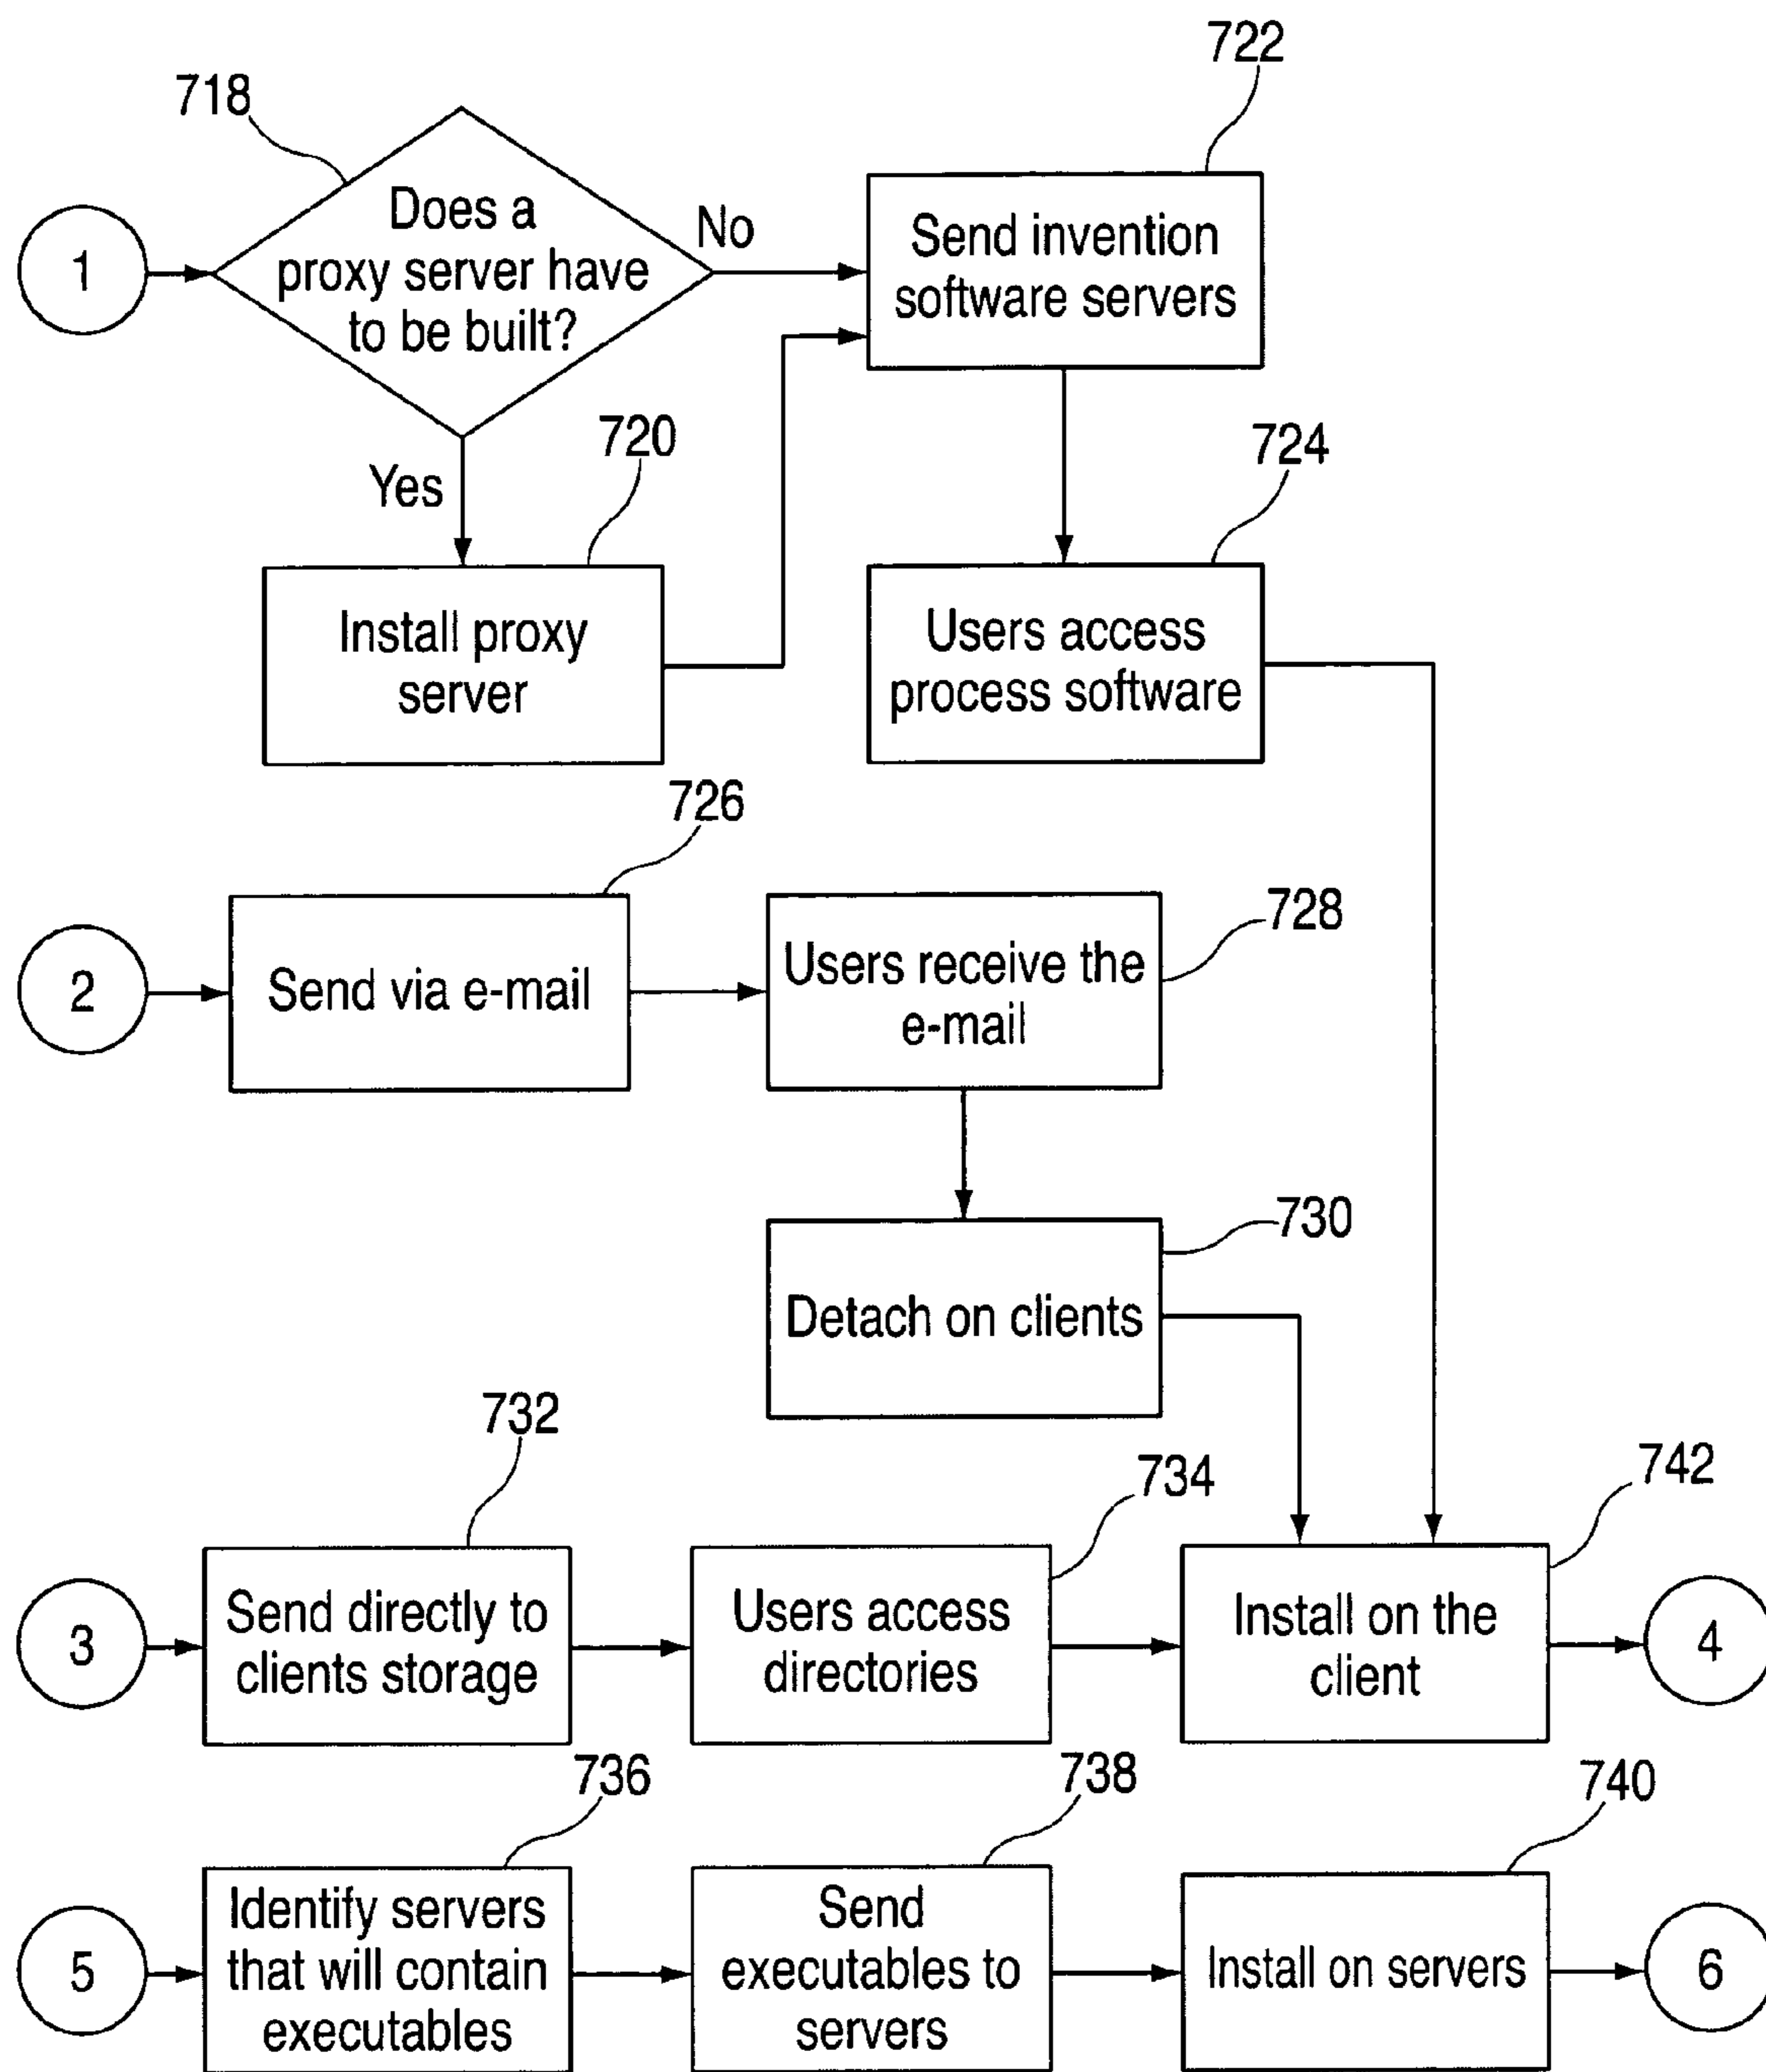 722
718
Does a
proxy server have
to be built?
No
1
Send invention
software servers
720
724
Yes
Install proxy
server
Users access
process software
726
728
2
Send via e-mail
Users receive the
e-mail
730
Detach on clients
732
734
742
3
Send directly to
clients storage
Users access
directories
Install on the
client
4
736
738
740
5
Identify servers
that will contain
executables
Send
executables to
servers
Install on servers
6